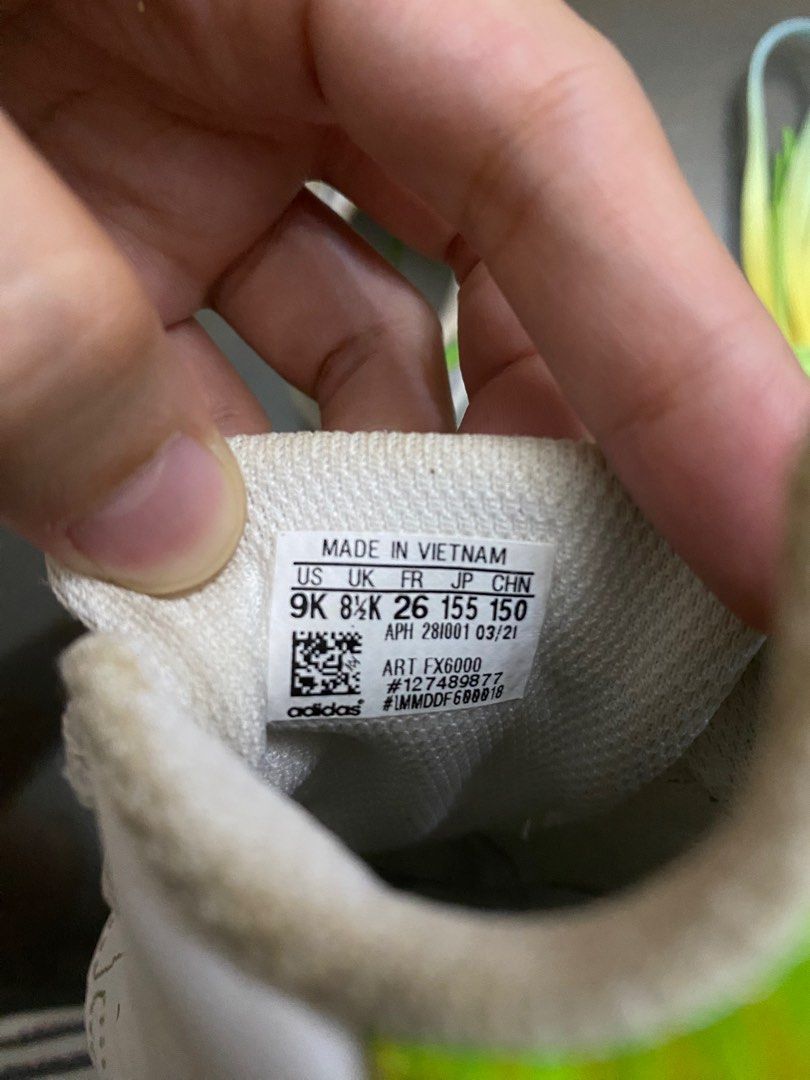 MADE IN VIETNAM
US UK FR JP CHN
9K 8½K 26 155 150
APH 281001 03/21
ART FX6000
#127489877
adidas®